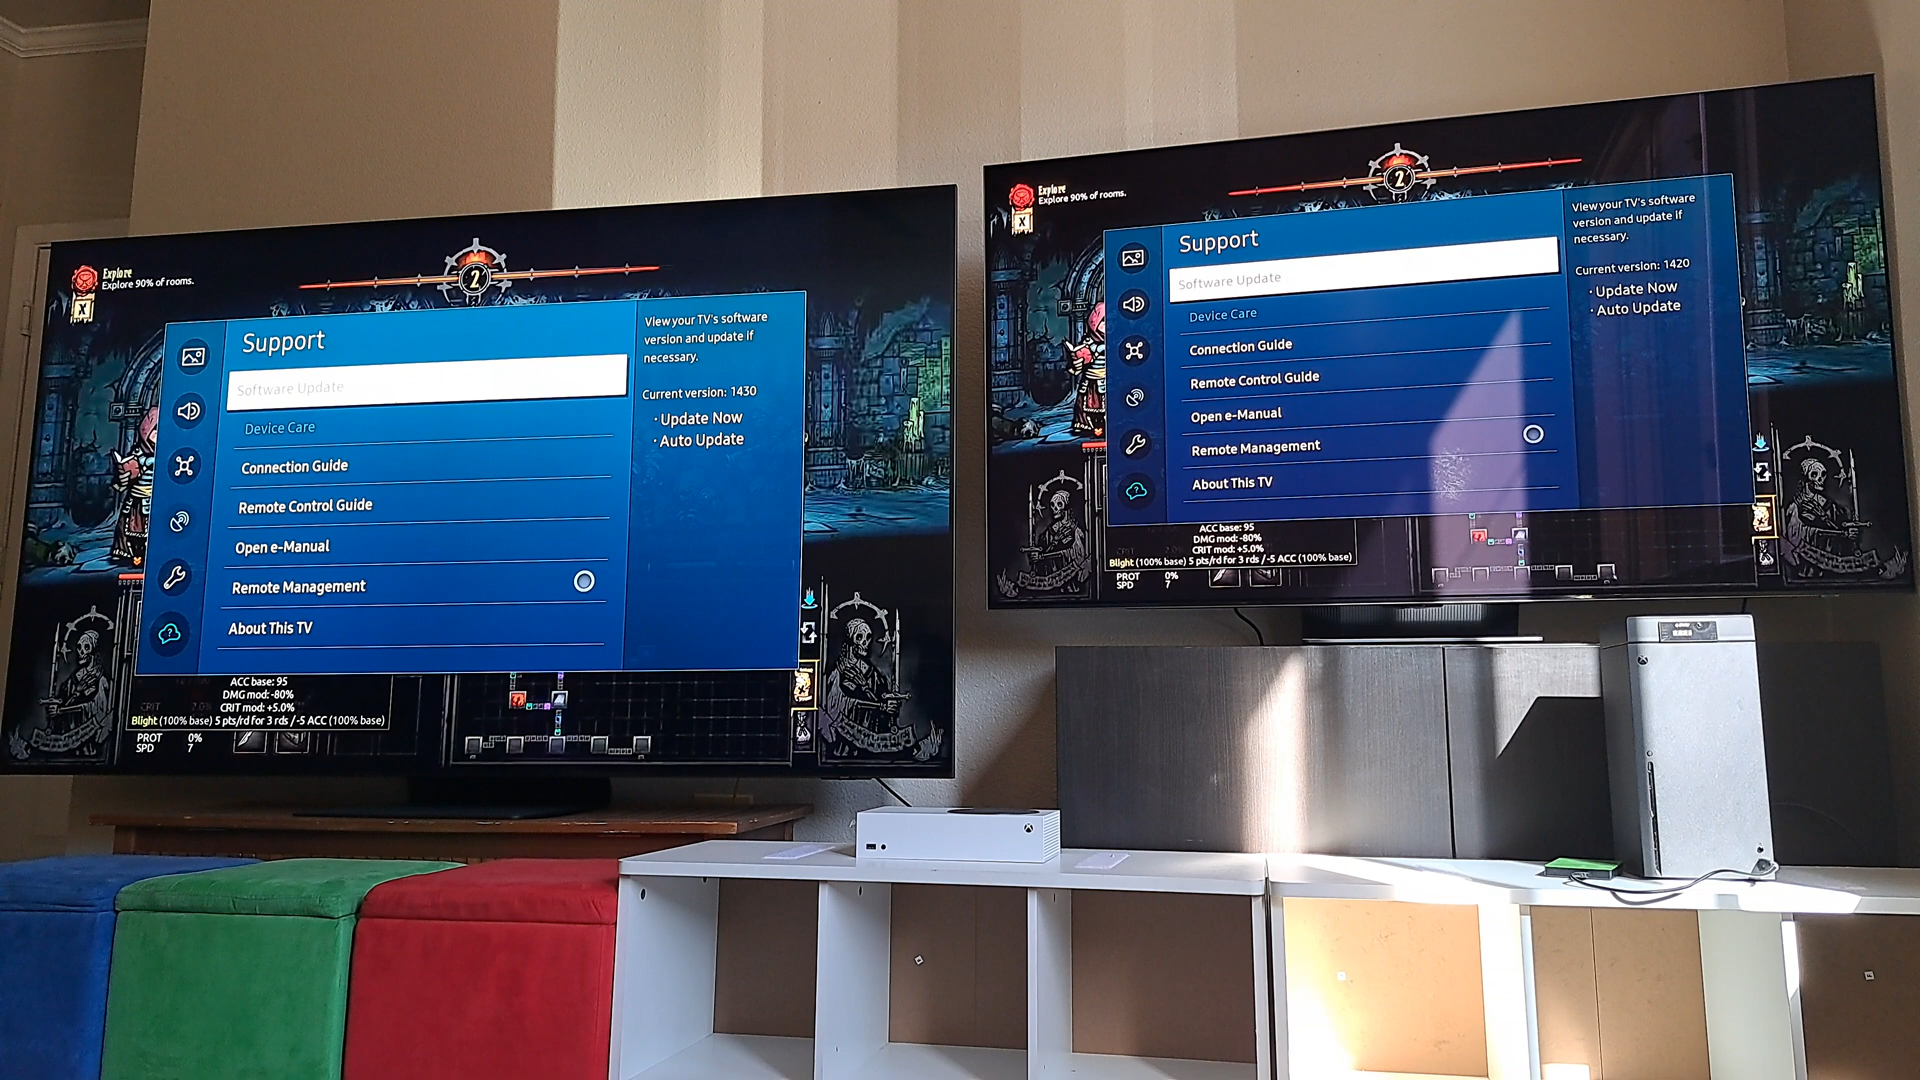 Explore
Explore 90% of rooms.
X
2
Support
Software Update
Device Care
Connection Guide
Remote Control Guide
Open e-Manual
Remote Management
About This TV
View your TV's software
version and update if
necessary.
Current version: 1430
· Update Now
· Auto Update
ACC base: 95
DMG mod: -80%
CRIT 2.0% CRIT mod: +5.0%
Blight (100% base) 5 pts/rd for 3 rds / -5 ACC (100% base)
PROT 0%
SPD 7
Explore
Explore 90% of rooms.
X
2
Support
Software Update
Device Care
Connection Guide
Remote Control Guide
Open e-Manual
Remote Management
About This TV
View your TV's software
version and update if
necessary.
Current version: 1420
· Update Now
· Auto Update
ACC base: 95
DMG mod: -80%
CRIT CRIT mod: +5.0%
Blight (100% base) 5 pts/rd for 3 rds / -5 ACC (100% base)
PROT 0%
SPD 7